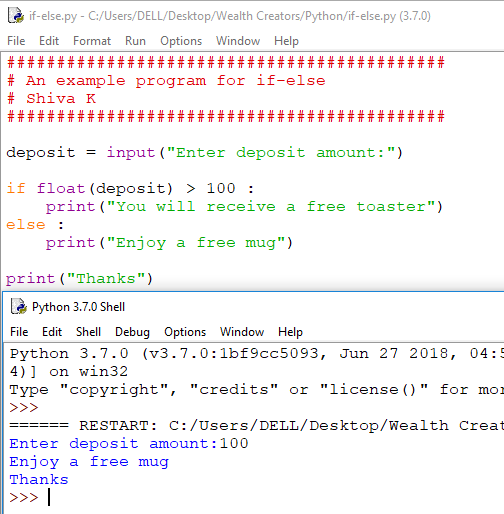 if-else.py - C:/Users/DELL/Desktop/Wealth Creators/Python/if-else.py (3.7.0)
File Edit Format Run Options Window Help
############################################
# An example program for if-else
# Shiva K
############################################
deposit = input("Enter deposit amount:")
if float(deposit) > 100 :
    print("You will receive a free toaster")
else :
    print("Enjoy a free mug")
print("Thanks")
Python 3.7.0 Shell
File Edit Shell Debug Options Window Help
Python 3.7.0 (v3.7.0:1bf9cc5093, Jun 27 2018, 04:5
4)] on win32
Type "copyright", "credits" or "license()" for mor
>>>
====== RESTART: C:/Users/DELL/Desktop/Wealth Creat
Enter deposit amount:100
Enjoy a free mug
Thanks
>>>